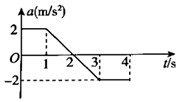 a(m/s²)
2
O 1 2 3 4 t/s
-2